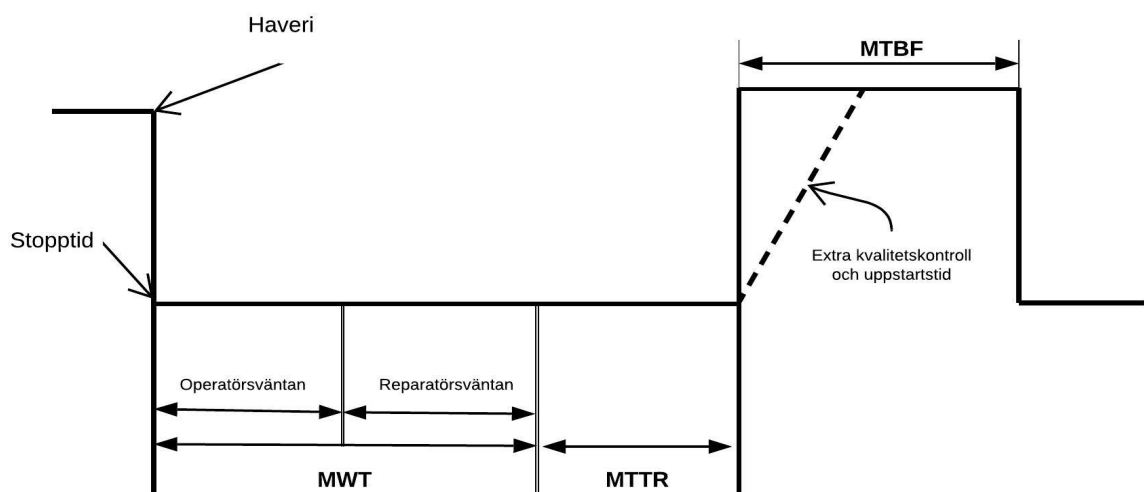 Haveri
MTBF
Stopptid
Extra kvalitetskontroll
och uppstartstid
Operatörsväntan
Reparatörsväntan
MWT
MTTR